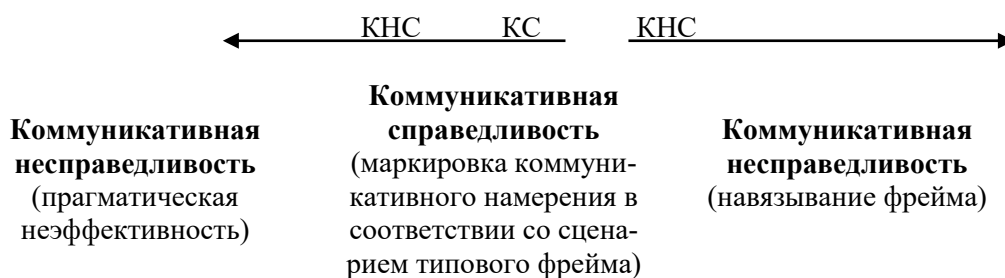 КНС КС КНС
Коммуникативная
несправедливость
(прагматическая
неэффективность)
Коммуникативная
справедливость
(маркировка коммуни-
кативного намерения в
соответствии со сцена-
рием типового фрейма)
Коммуникативная
несправедливость
(навязывание фрейма)